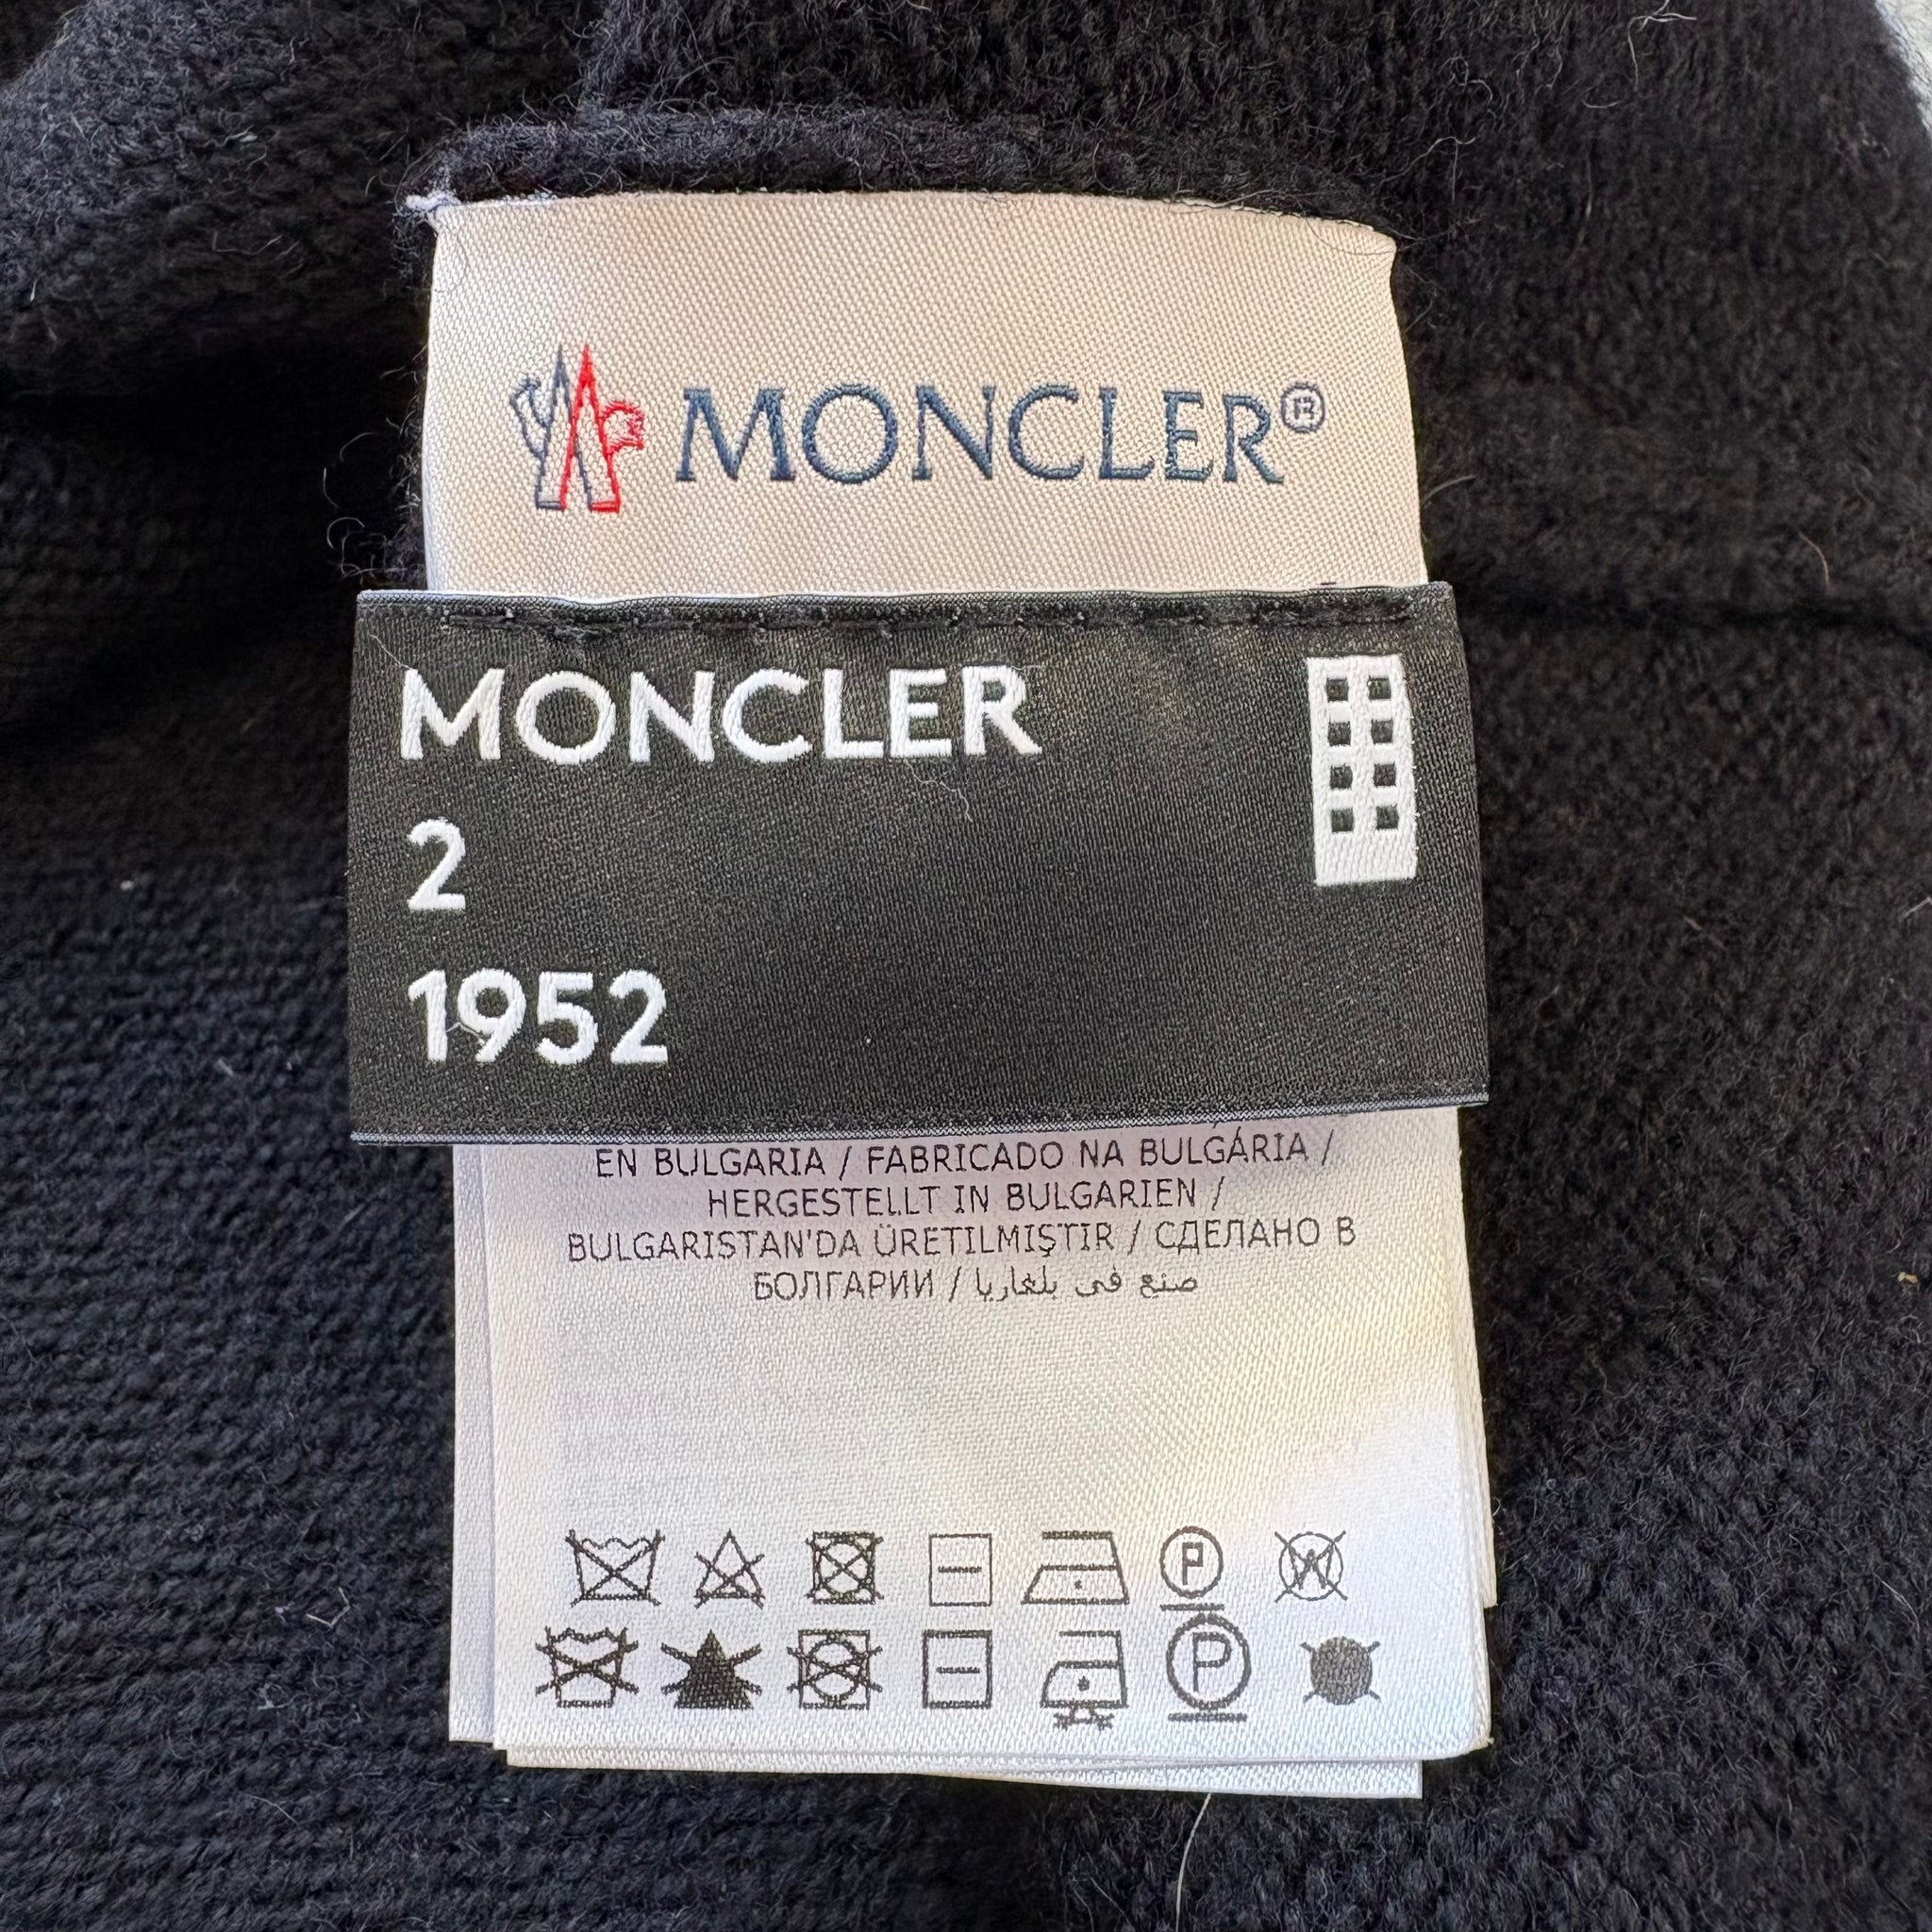 MONCLER®
MONCLER
2
1952
EN BULGARIA / FABRICADO NA BULGÁRIA /
HERGESTELLT IN BULGARIEN /
BULGARISTAN'DA ÜRETILMIŞTIR / СДЕЛАНО В
БОЛГАРИИ / صنع في بلغاريا
P W
P